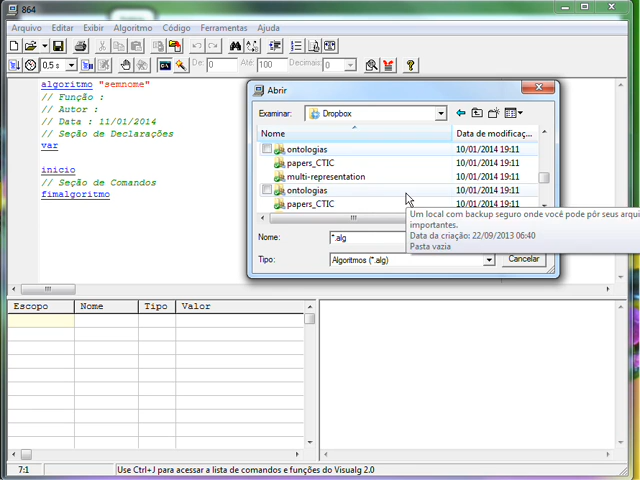 864
Arquivo Editar Exibir Algoritmo Código Ferramentas Ajuda
0,5 s De: 0 Até: 100 Decimais: 0
algoritmo "semnome"
// Função :
// Autor :
// Data : 11/01/2014
// Seção de Declarações
var
inicio
// Seção de Comandos
fimalgoritmo
Abrir
Examinar: Dropbox
Nome Data de modificaç...
ontologias 10/01/2014 19:11
papers_CTIC 10/01/2014 19:11
multi-representation 10/01/2014 19:11
ontologias 10/01/2014 19:11
papers_CTIC 10/01/2014 19:11
Nome: *.alg
Tipo: Algoritmos (*.alg) Cancelar
Um local com backup seguro onde você pode pôr seus arqui
importantes.
Data da criação: 22/09/2013 06:40
Pasta vazia
Escopo Nome Tipo Valor
7:1 Use Ctrl+J para acessar a lista de comandos e funções do Visualg 2.0